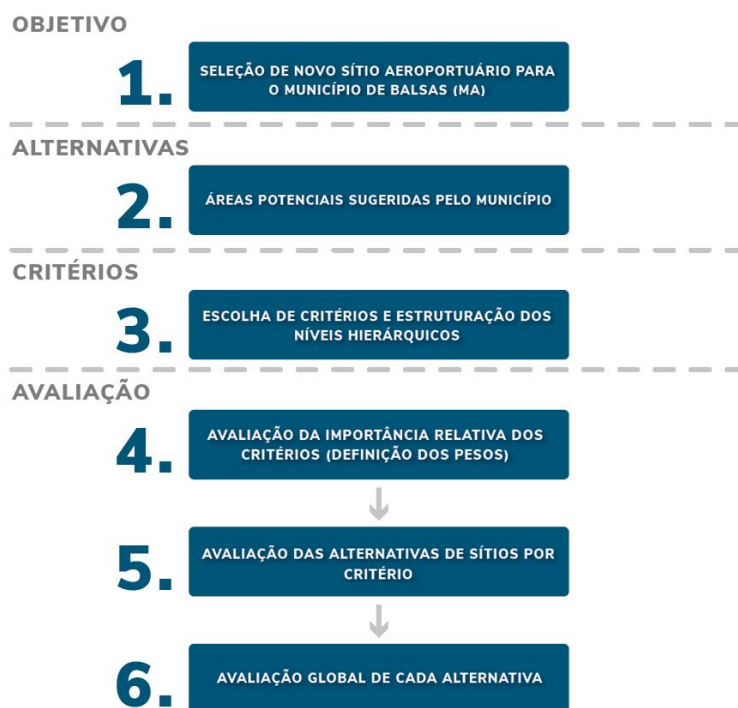 OBJETIVO
1.
SELEÇÃO DE NOVO SÍTIO AEROPORTUÁRIO PARA
O MUNICÍPIO DE BALSAS (MA)
ALTERNATIVAS
2.
ÁREAS POTENCIAIS SUGERIDAS PELO MUNICÍPIO
CRITÉRIOS
3.
ESCOLHA DE CRITÉRIOS E ESTRUTURAÇÃO DOS
NÍVEIS HIERÁRQUICOS
AVALIAÇÃO
4.
AVALIAÇÃO DA IMPORTÂNCIA RELATIVA DOS
CRITÉRIOS (DEFINIÇÃO DOS PESOS)
5.
AVALIAÇÃO DAS ALTERNATIVAS DE SÍTIOS POR
CRITÉRIO
6.
AVALIAÇÃO GLOBAL DE CADA ALTERNATIVA